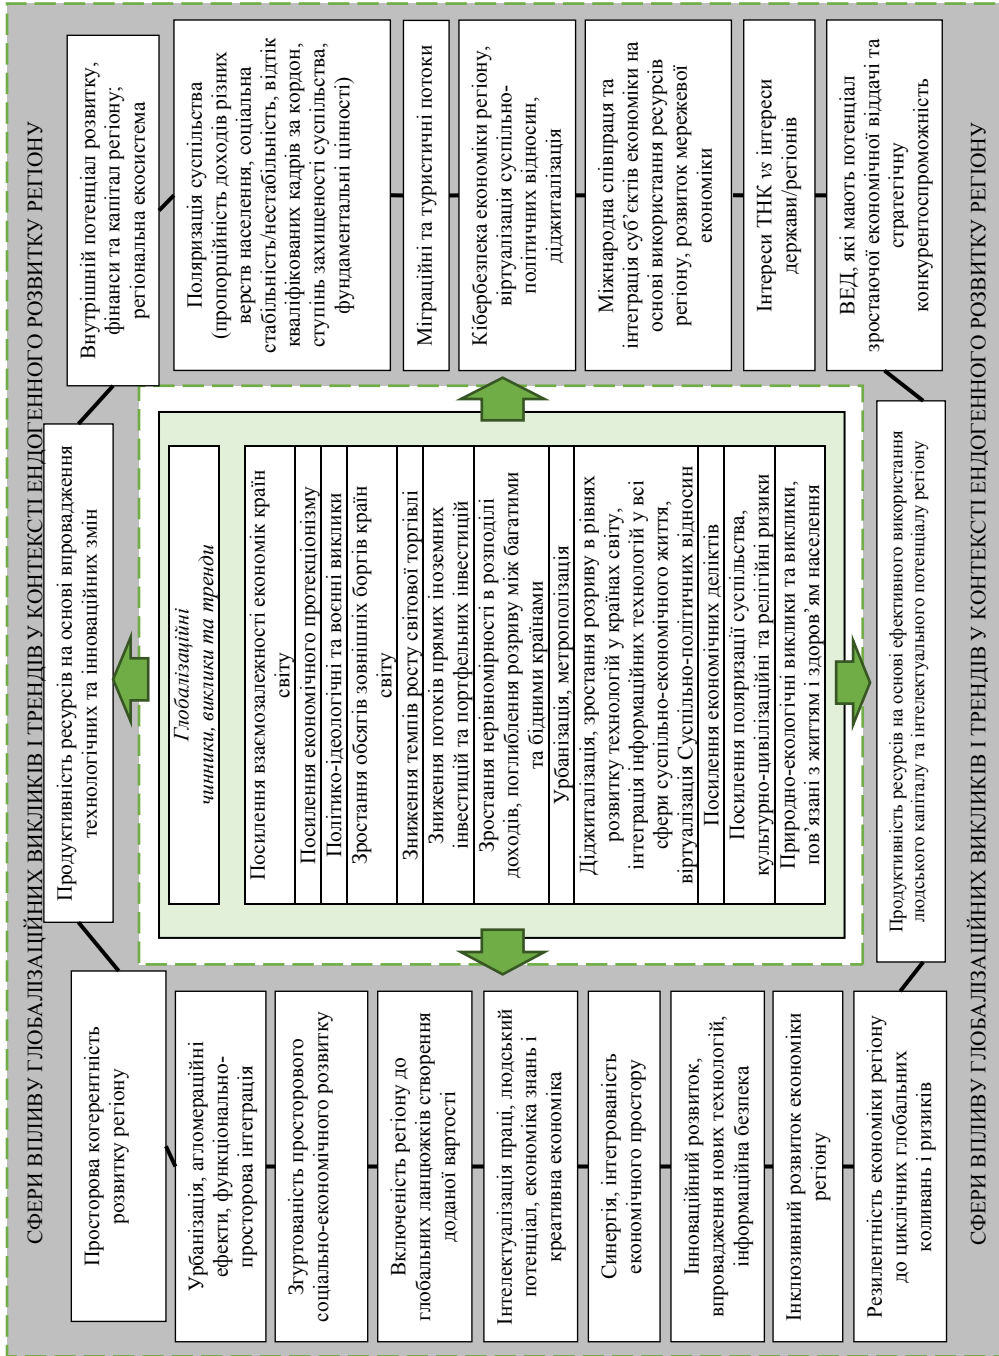 СФЕРИ ВПЛИВУ ГЛОБАЛІЗАЦІЙНИХ ВИКЛИКІВ І ТРЕНДІВ У КОНТЕКСТІ ЕНДОГЕННОГО РОЗВИТКУ РЕГІОНУ
Просторова когерентність
розвитку регіону
Урбанізація, агломераційні
ефекти, функціонально-
просторова інтеграція
Згуртованість просторового
соціально-економічного розвитку
Включеність регіону до
глобальних ланцюжків створення
доданої вартості
Інтелектуалізація праці, людський
потенціал, економіка знань і
креативна економіка
Синергія, інтегрованість
економічного простору
Інноваційний розвиток,
впровадження нових технологій,
інформаційна безпека
Інклюзивний розвиток економіки
регіону
Резилентність економіки регіону
до циклічних глобальних
коливань і ризиків
Продуктивність ресурсів на основі впровадження
технологічних та інноваційних змін
Глобалізаційні
чинники, виклики та тренди
Посилення взаємозалежності економік країн
світу
Посилення економічного протекціонізму
Політико-ідеологічні та воєнні виклики
Зростання обсягів зовнішніх боргів країн
світу
Зниження темпів росту світової торгівлі
Зниження потоків прямих іноземних
інвестицій та портфельних інвестицій
Зростання нерівномірності в розподілі
доходів, поглиблення розриву між багатими
та бідними країнами
Урбанізація, метрополізація
Діджиталізація, зростання розриву в рівнях
розвитку технологій у країнах світу,
інтеграція інформаційних технологій у всі
сфери суспільно-економічного життя,
віртуалізація Суспільно-політичних відносин
Посилення економічних деліктів
Посилення поляризації суспільства,
культурно-цивілізаційні та релігійні ризики
Природно-екологічні виклики та виклики,
пов’язані з життям і здоров’ям населення
Продуктивність ресурсів на основі ефективного використання
людського капіталу та інтелектуального потенціалу регіону
Внутрішній потенціал розвитку,
фінанси та капітал регіону;
регіональна екосистема
Поляризація суспільства
(пропорційність доходів різних
верств населення, соціальна
стабільність/нестабільність, відтік
кваліфікованих кадрів за кордон,
ступінь захищеності суспільства,
фундаментальні цінності)
Міграційні та туристичні потоки
Кібербезпека економіки регіону,
віртуалізація суспільно-
політичних відносин,
діджиталізація
Міжнародна співпраця та
інтеграція суб’єктів економіки на
основі використання ресурсів
регіону, розвиток мережевої
економіки
Інтереси ТНК vs інтереси
держави/регіонів
ВЕД, які мають потенціал
зростаючої економічної віддачі та
стратегічну
конкурентоспроможність
СФЕРИ ВПЛИВУ ГЛОБАЛІЗАЦІЙНИХ ВИКЛИКІВ І ТРЕНДІВ У КОНТЕКСТІ ЕНДОГЕННОГО РОЗВИТКУ РЕГІОНУ